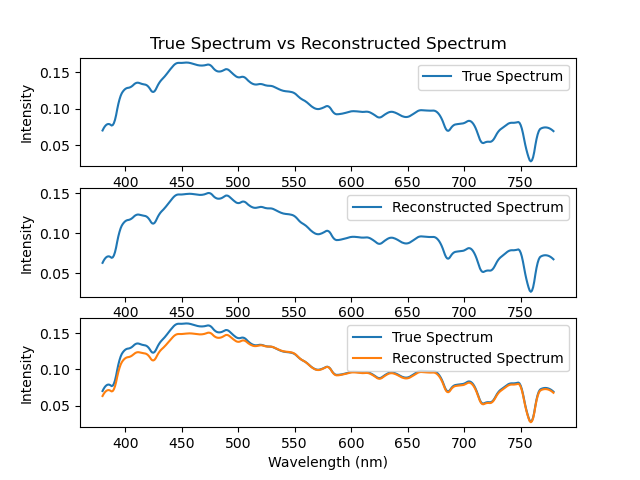 True Spectrum vs Reconstructed Spectrum
True Spectrum
0.15
0.10
0.05
Intensity
400 450 500 550 600 650 700 750
Reconstructed Spectrum
0.15
0.10
0.05
Intensity
400 450 500 550 600 650 700 750
True Spectrum
Reconstructed Spectrum
0.15
0.10
0.05
Intensity
400 450 500 550 600 650 700 750
Wavelength (nm)